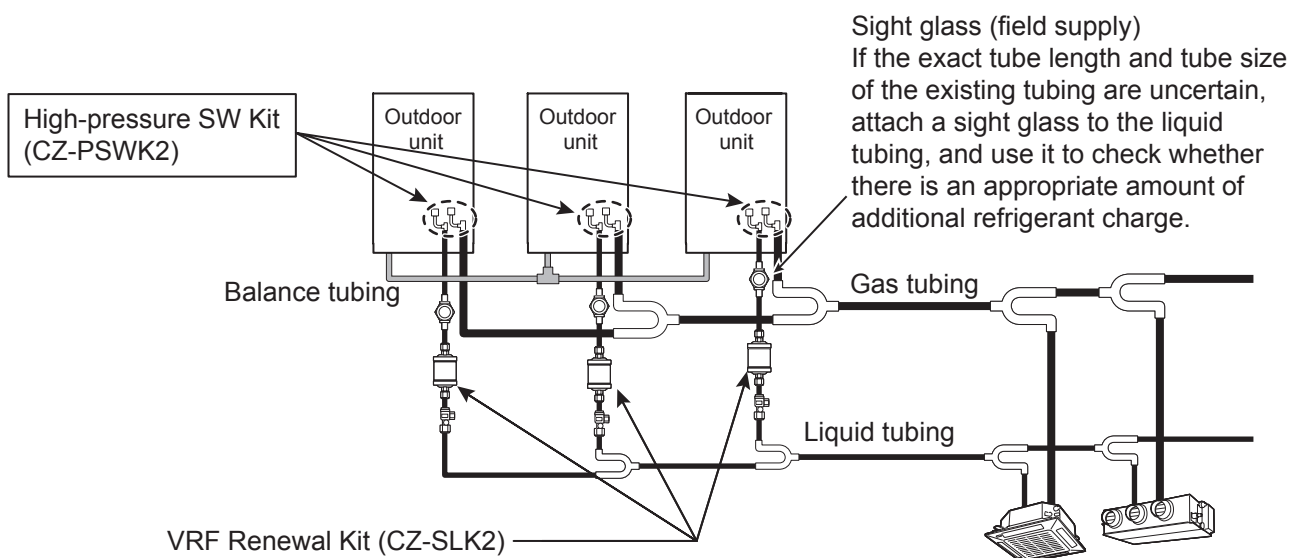 Sight glass (field supply)
If the exact tube length and tube size
of the existing tubing are uncertain,
attach a sight glass to the liquid
tubing, and use it to check whether
there is an appropriate amount of
additional refrigerant charge.
High-pressure SW Kit
(CZ-PSWK2)
Outdoor
unit
Outdoor
unit
Outdoor
unit
Balance tubing
Gas tubing
Liquid tubing
VRF Renewal Kit (CZ-SLK2)